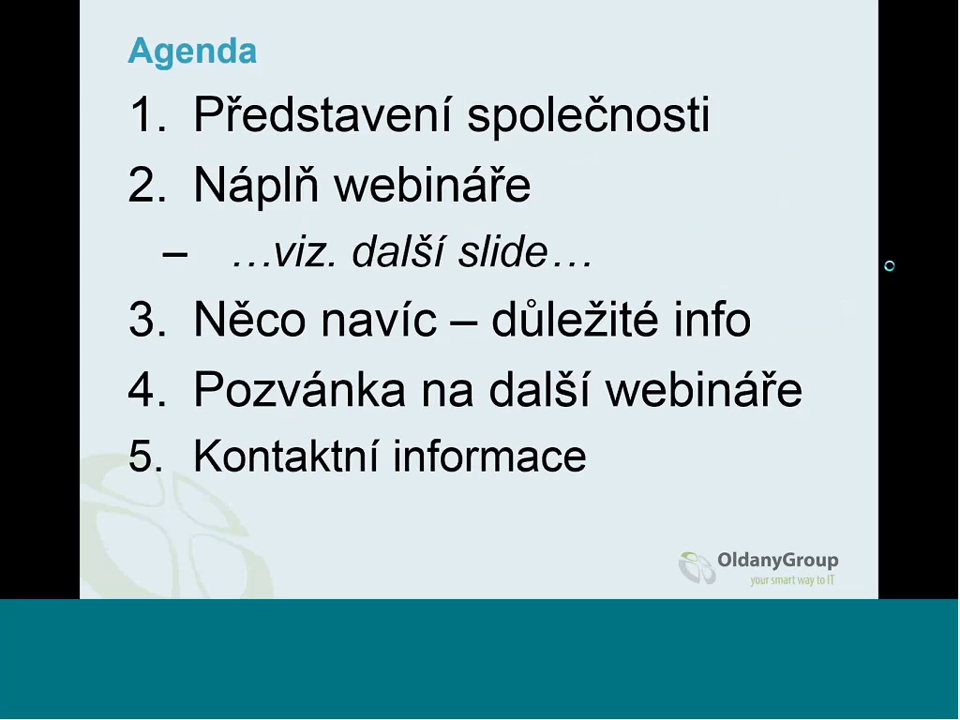 Agenda
1. Představení společnosti
2. Náplň webináře
– …viz. další slide…
3. Něco navíc – důležité info
4. Pozvánka na další webináře
5. Kontaktní informace
OldanyGroup
your smart way to IT